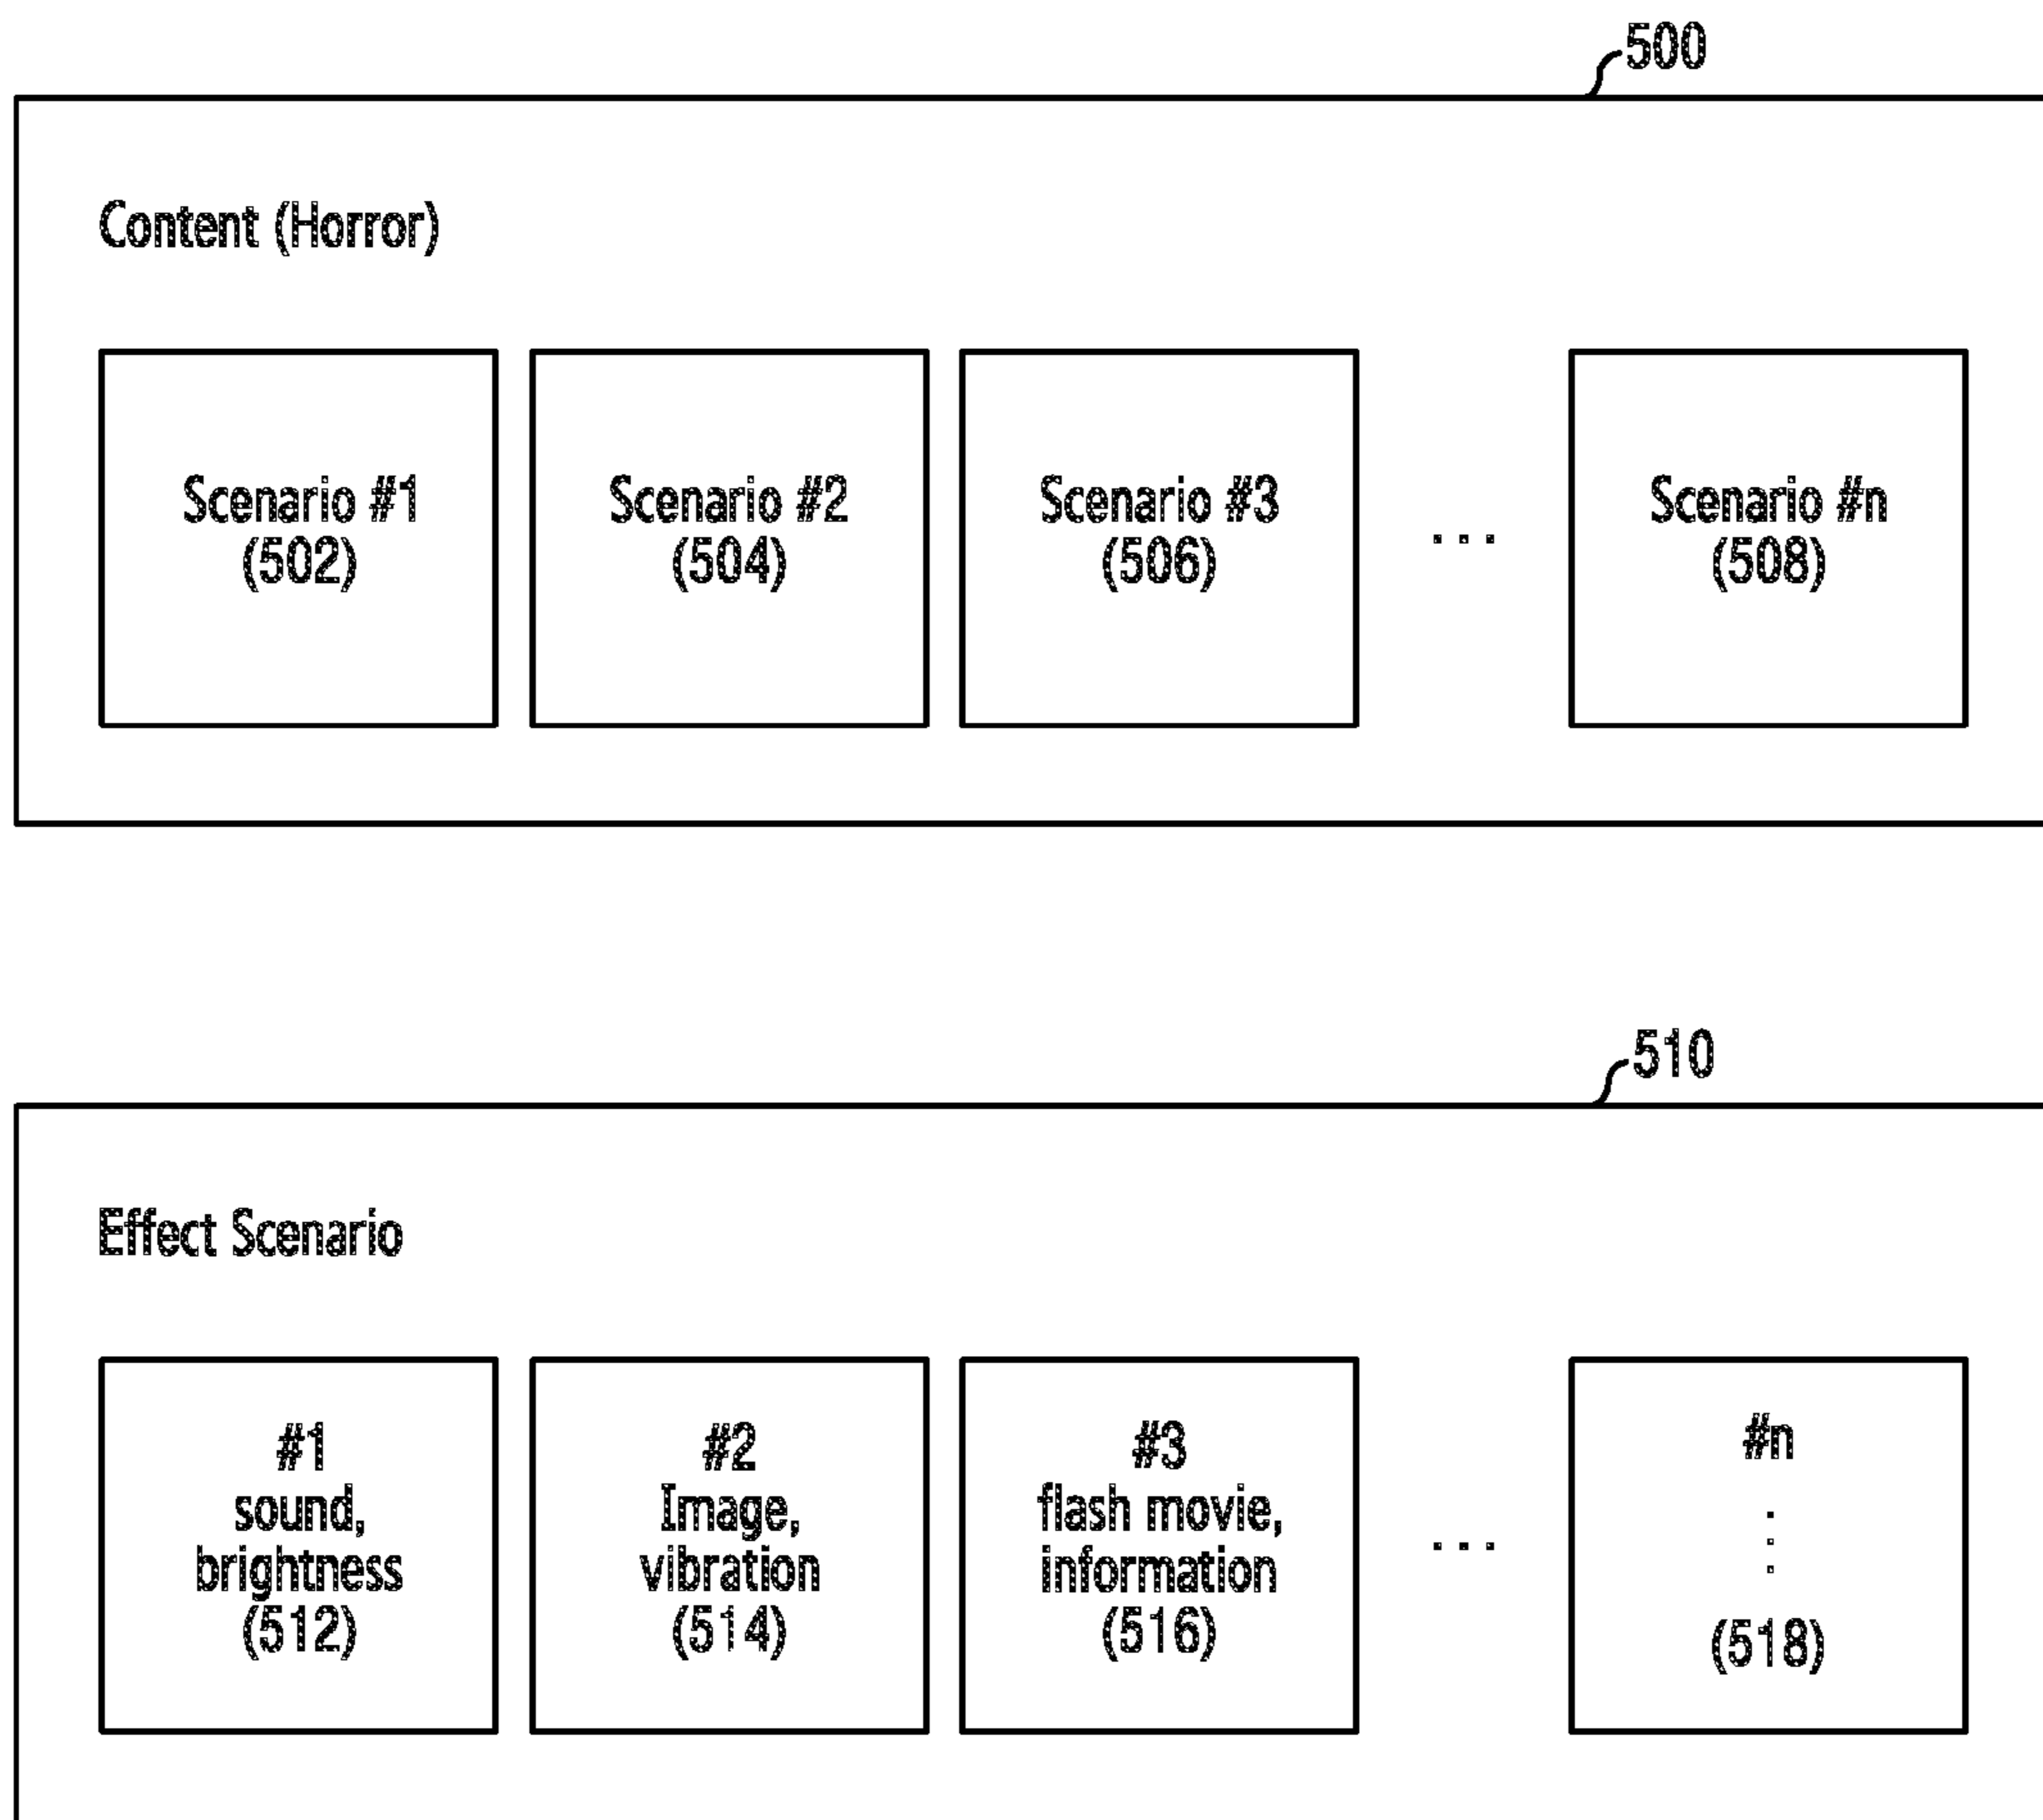 500
Content (Horror)
Scenario #1
(502)
Scenario #2
(504)
Scenario #3
(506)
...
Scenario #n
(508)
510
Effect Scenario
#1
sound,
brightness
(512)
#2
Image,
vibration
(514)
#3
flash movie,
information
(516)
...
#n
⋮
(518)